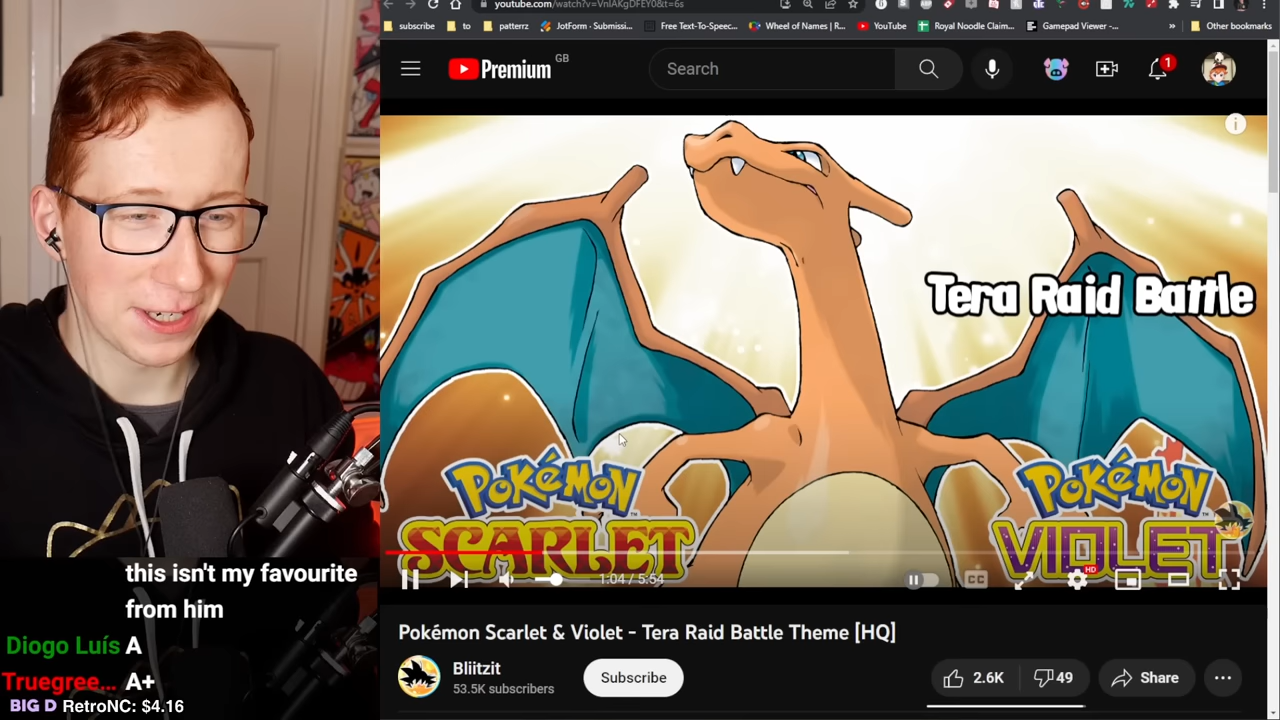 youtube.com/watch?v=VnlAKgDFEY0&t=6s
subscribe
to
patterrz
JotForm - Submissi...
Free Text-To-Speec...
Wheel of Names | R...
YouTube
Royal Noodle Claim...
Gamepad Viewer -...
»
Other bookmarks
Premium GB
Search
1
Tera Raid Battle
POKÉMON
SCARLET
POKÉMON
VIOLET
1:04 / 5:54
CC
HD
Pokémon Scarlet & Violet - Tera Raid Battle Theme [HQ]
Bliitzit
53.5K subscribers
Subscribe
2.6K
49
Share
this isn't my favourite
from him
Diogo Luís A
Truegree... A+
BIG D RetroNC: $4.16